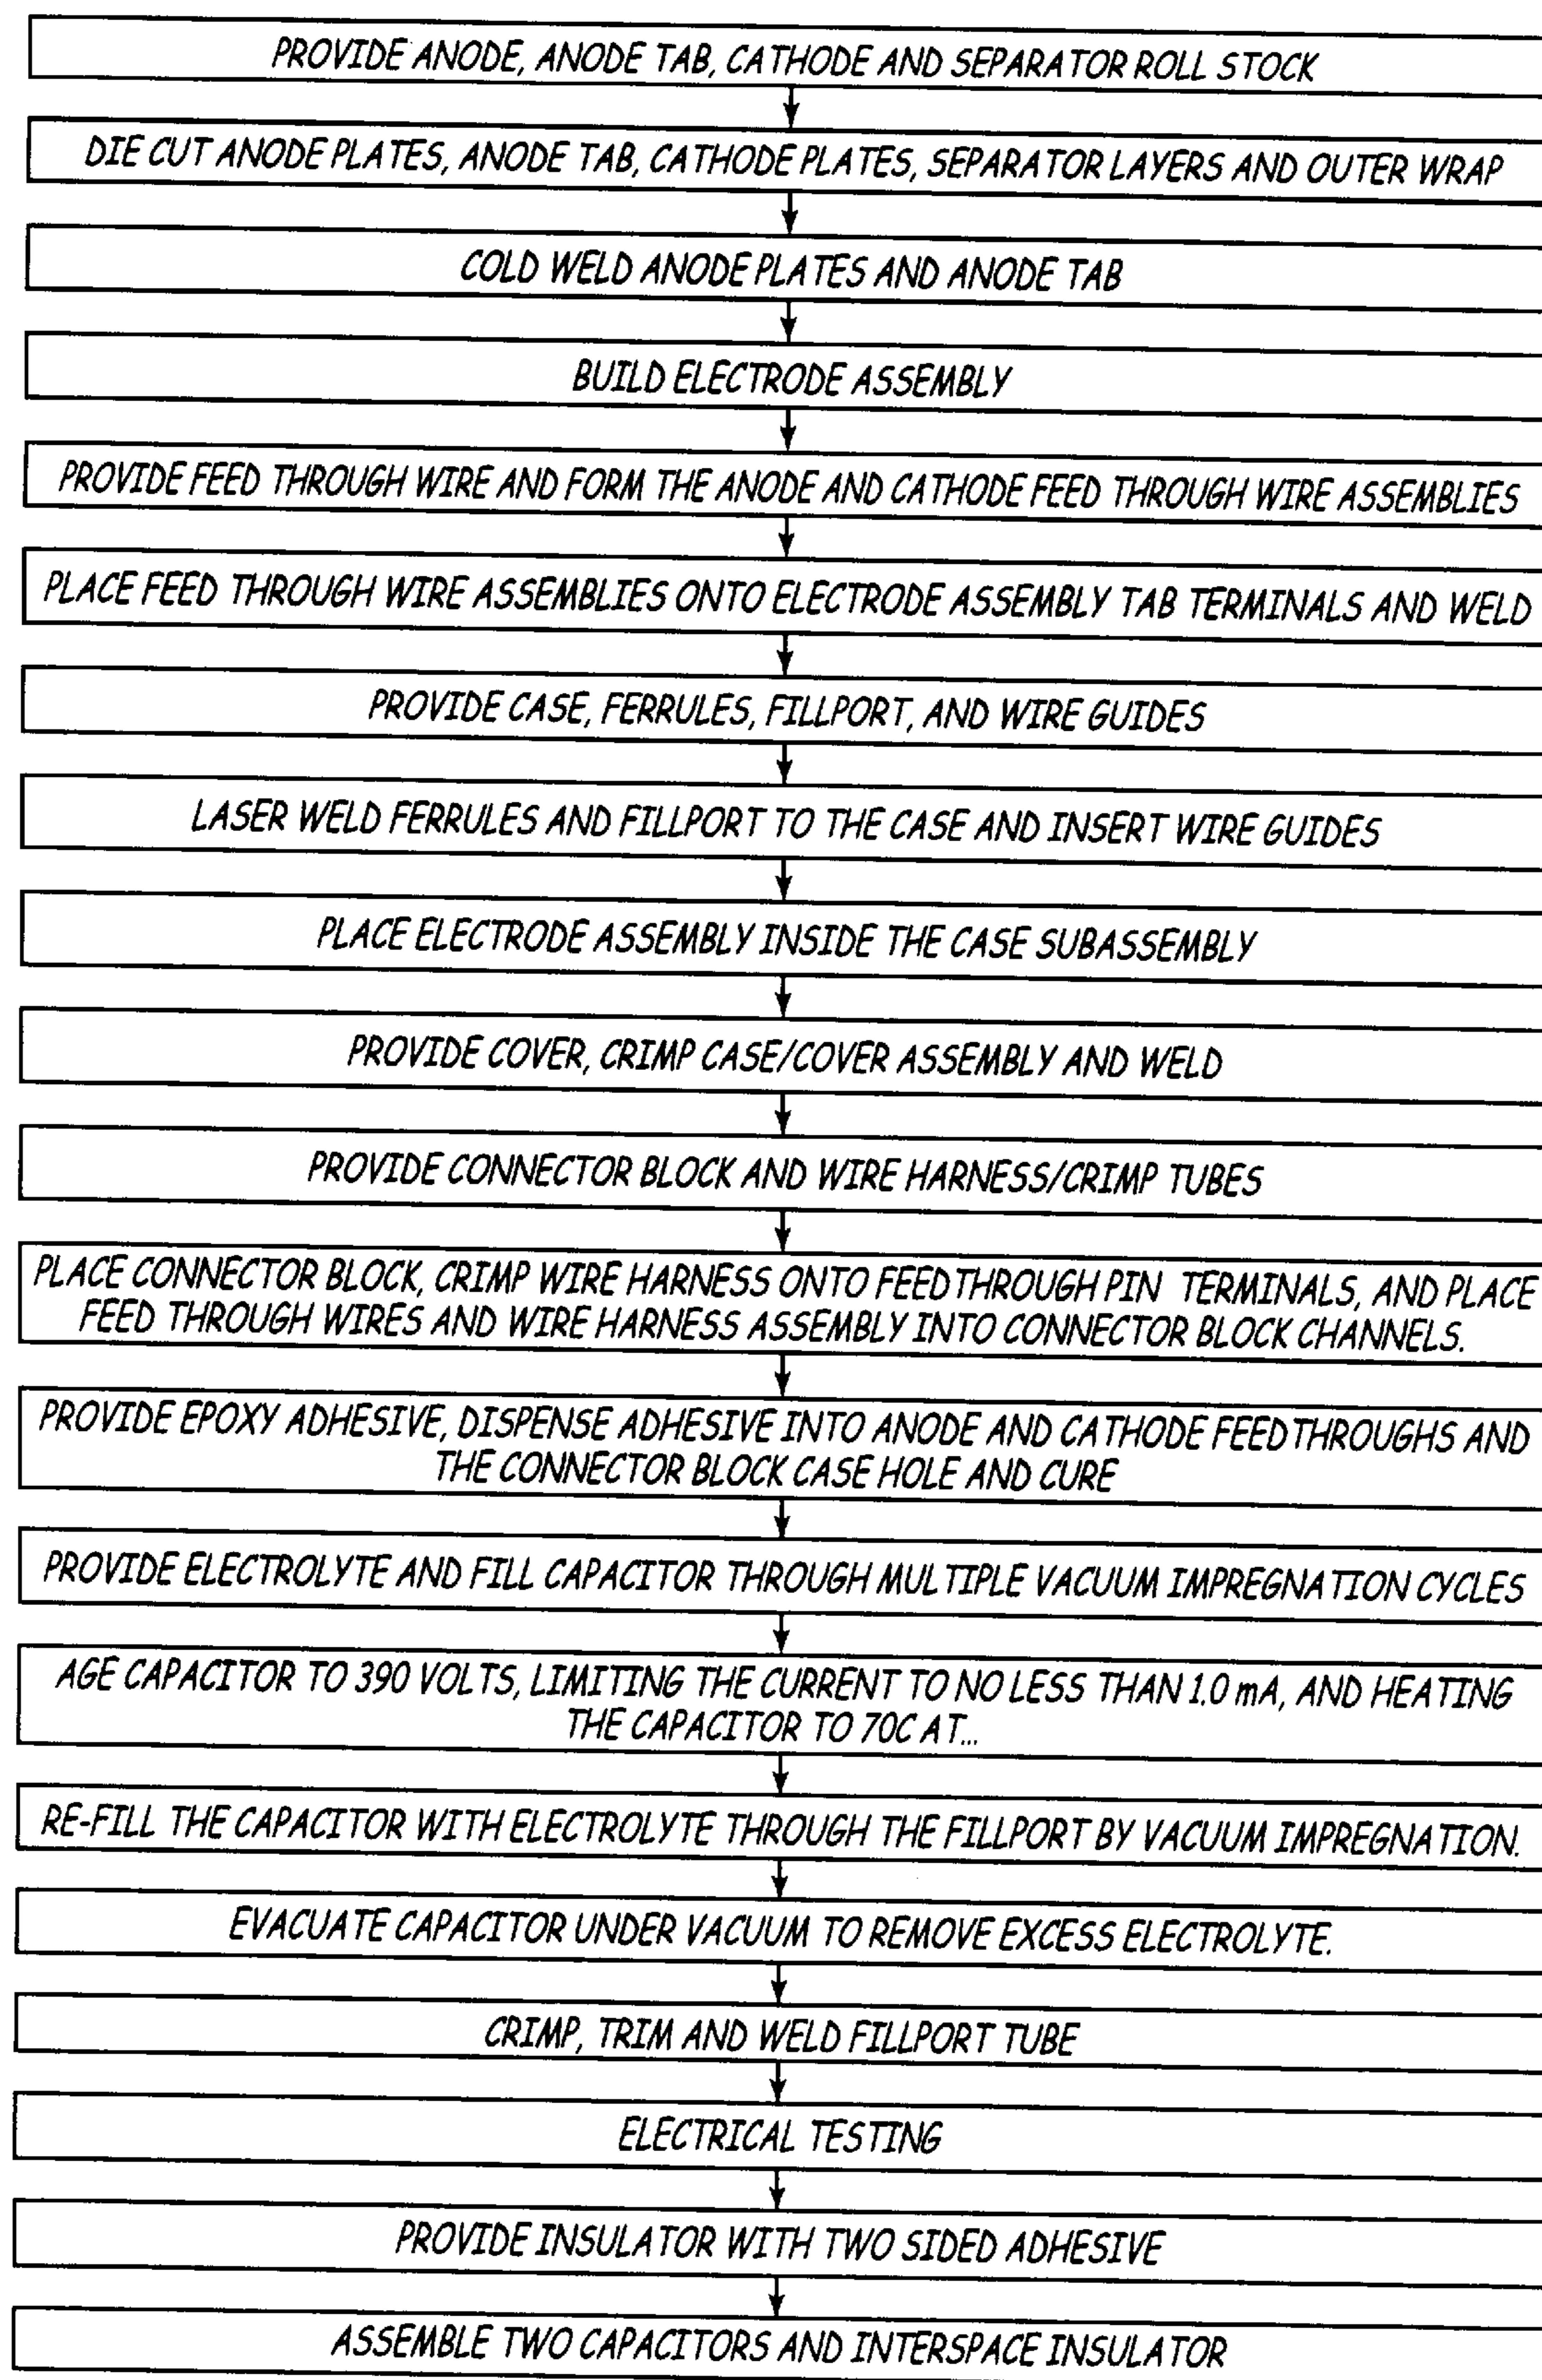 PROVIDE ANODE, ANODE TAB, CATHODE AND SEPARATOR ROLL STOCK
DIE CUT ANODE PLATES, ANODE TAB, CATHODE PLATES, SEPARATOR LAYERS AND OUTER WRAP
COLD WELD ANODE PLATES AND ANODE TAB
BUILD ELECTRODE ASSEMBLY
PROVIDE FEED THROUGH WIRE AND FORM THE ANODE AND CATHODE FEED THROUGH WIRE ASSEMBLIES
PLACE FEED THROUGH WIRE ASSEMBLIES ONTO ELECTRODE ASSEMBLY TAB TERMINALS AND WELD
PROVIDE CASE, FERRULES, FILLPORT, AND WIRE GUIDES
LASER WELD FERRULES AND FILLPORT TO THE CASE AND INSERT WIRE GUIDES
PLACE ELECTRODE ASSEMBLY INSIDE THE CASE SUBASSEMBLY
PROVIDE COVER, CRIMP CASE/COVER ASSEMBLY AND WELD
PROVIDE CONNECTOR BLOCK AND WIRE HARNESS/CRIMP TUBES
PLACE CONNECTOR BLOCK, CRIMP WIRE HARNESS ONTO FEEDTHROUGH PIN TERMINALS, AND PLACE
FEED THROUGH WIRES AND WIRE HARNESS ASSEMBLY INTO CONNECTOR BLOCK CHANNELS.
PROVIDE EPOXY ADHESIVE, DISPENSE ADHESIVE INTO ANODE AND CATHODE FEEDTHROUGHS AND
THE CONNECTOR BLOCK CASE HOLE AND CURE
PROVIDE ELECTROLYTE AND FILL CAPACITOR THROUGH MULTIPLE VACUUM IMPREGNATION CYCLES
AGE CAPACITOR TO 390 VOLTS, LIMITING THE CURRENT TO NO LESS THAN 1.0 mA, AND HEATING
THE CAPACITOR TO 70C AT...
RE-FILL THE CAPACITOR WITH ELECTROLYTE THROUGH THE FILLPORT BY VACUUM IMPREGNATION.
EVACUATE CAPACITOR UNDER VACUUM TO REMOVE EXCESS ELECTROLYTE.
CRIMP, TRIM AND WELD FILLPORT TUBE
ELECTRICAL TESTING
PROVIDE INSULATOR WITH TWO SIDED ADHESIVE
ASSEMBLE TWO CAPACITORS AND INTERSPACE INSULATOR